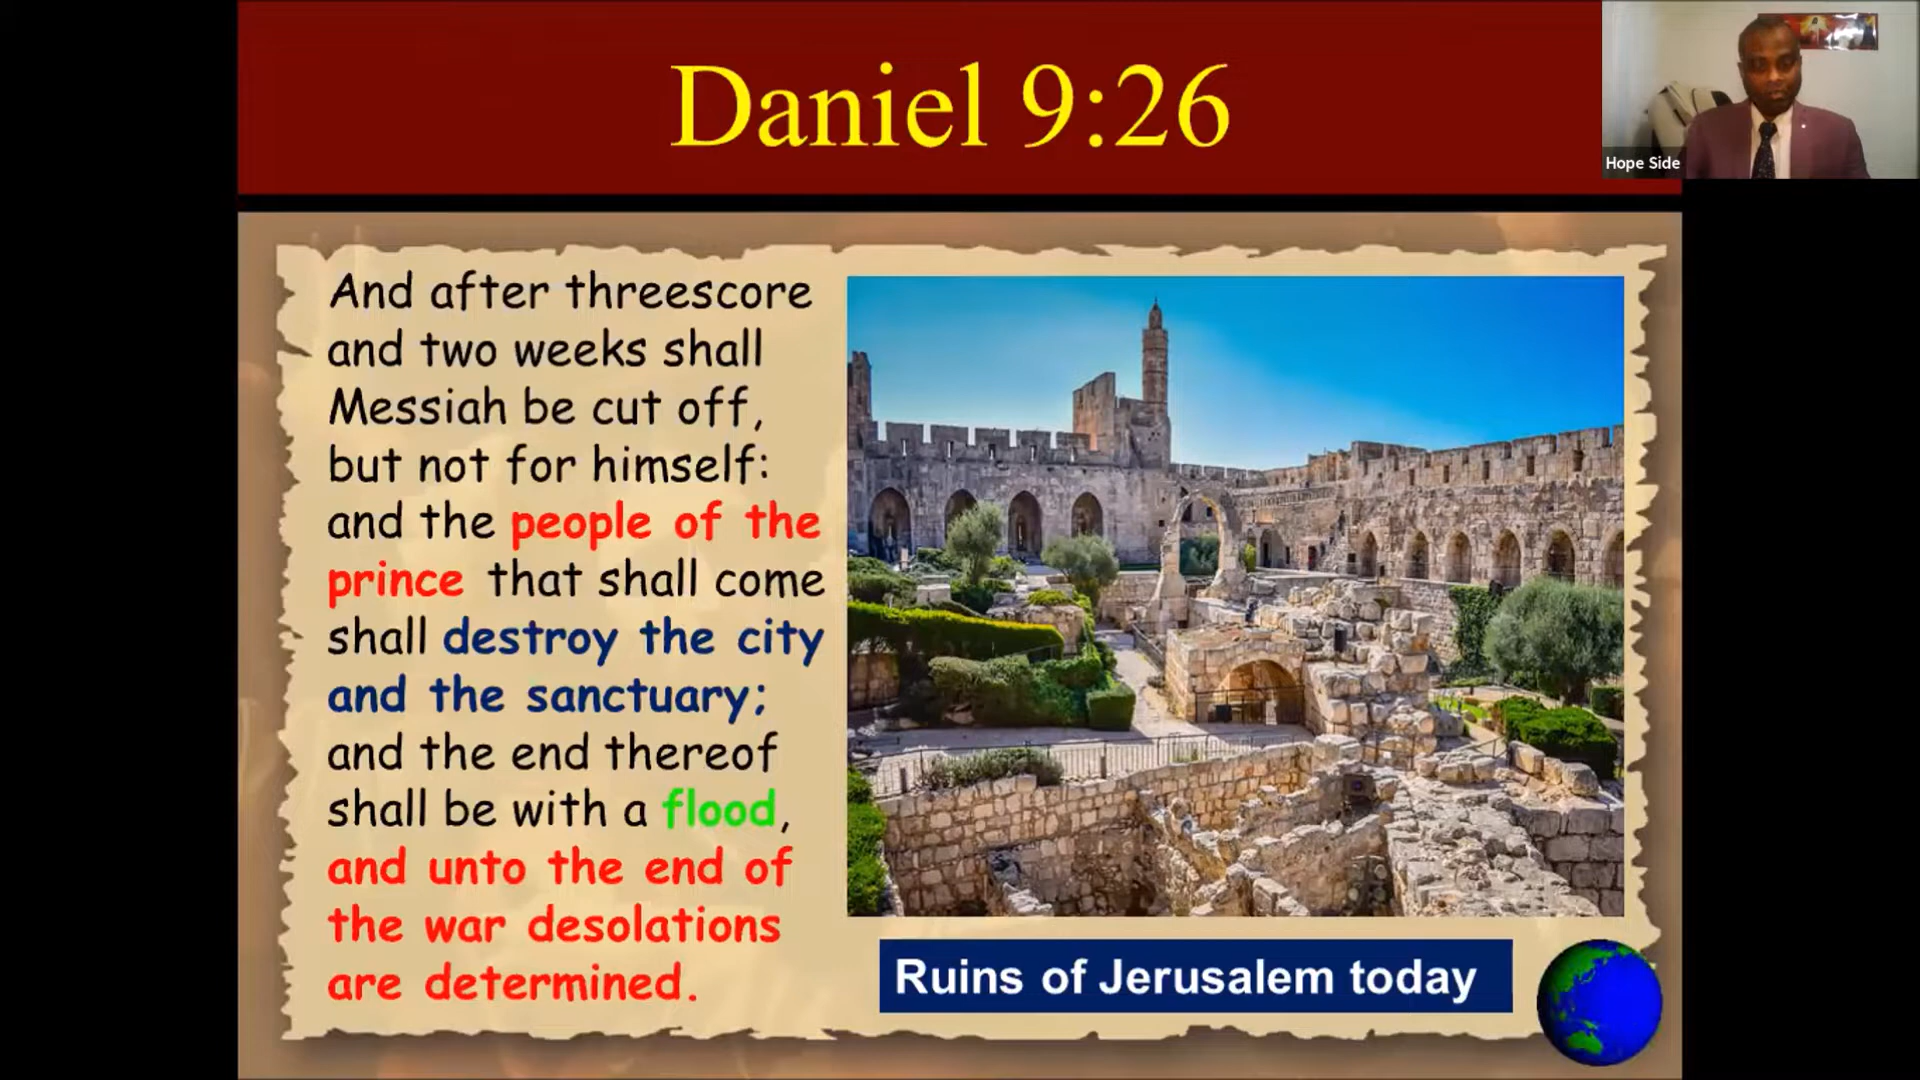 Daniel 9:26
Hope Side
And after threescore
and two weeks shall
Messiah be cut off,
but not for himself:
and the people of the
prince that shall come
shall destroy the city
and the sanctuary;
and the end thereof
shall be with a flood,
and unto the end of
the war desolations
are determined.
Ruins of Jerusalem today